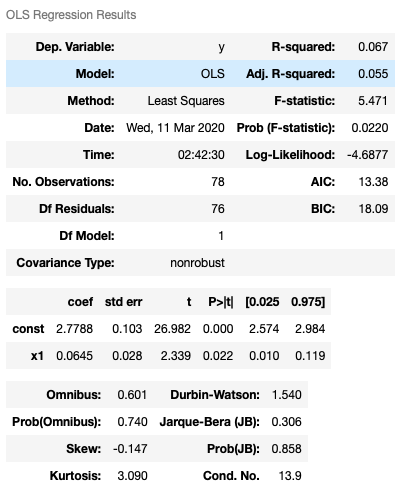 OLS Regression Results
Dep. Variable: y R-squared: 0.067
Model: OLS Adj. R-squared: 0.055
Method: Least Squares F-statistic: 5.471
Date: Wed, 11 Mar 2020 Prob (F-statistic): 0.0220
Time: 02:42:30 Log-Likelihood: -4.6877
No. Observations: 78 AIC: 13.38
Df Residuals: 76 BIC: 18.09
Df Model: 1
Covariance Type: nonrobust
coef std err t P>|t| [0.025 0.975]
const 2.7788 0.103 26.982 0.000 2.574 2.984
x1 0.0645 0.028 2.339 0.022 0.010 0.119
Omnibus: 0.601 Durbin-Watson: 1.540
Prob(Omnibus): 0.740 Jarque-Bera (JB): 0.306
Skew: -0.147 Prob(JB): 0.858
Kurtosis: 3.090 Cond. No. 13.9